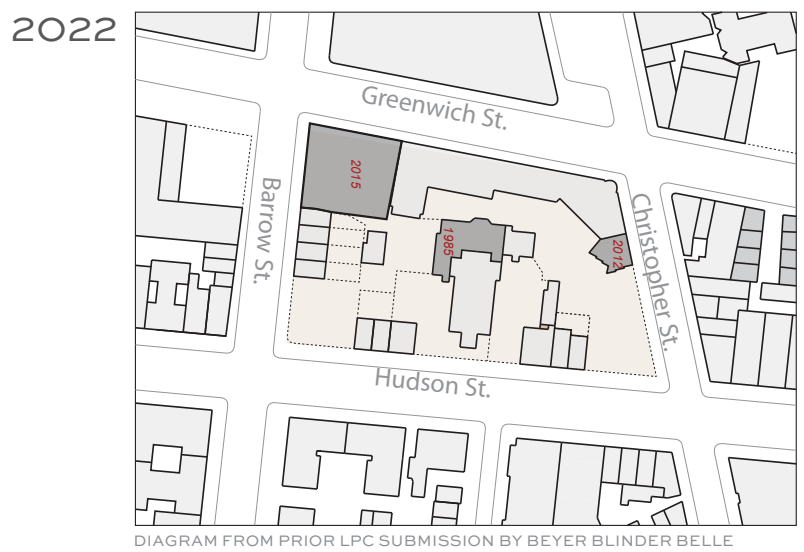 2022
Greenwich St.
2015
Barrow St.
1985
Christopher St.
2012
Hudson St.
DIAGRAM FROM PRIOR LPC SUBMISSION BY BEYER BLINDER BELLE